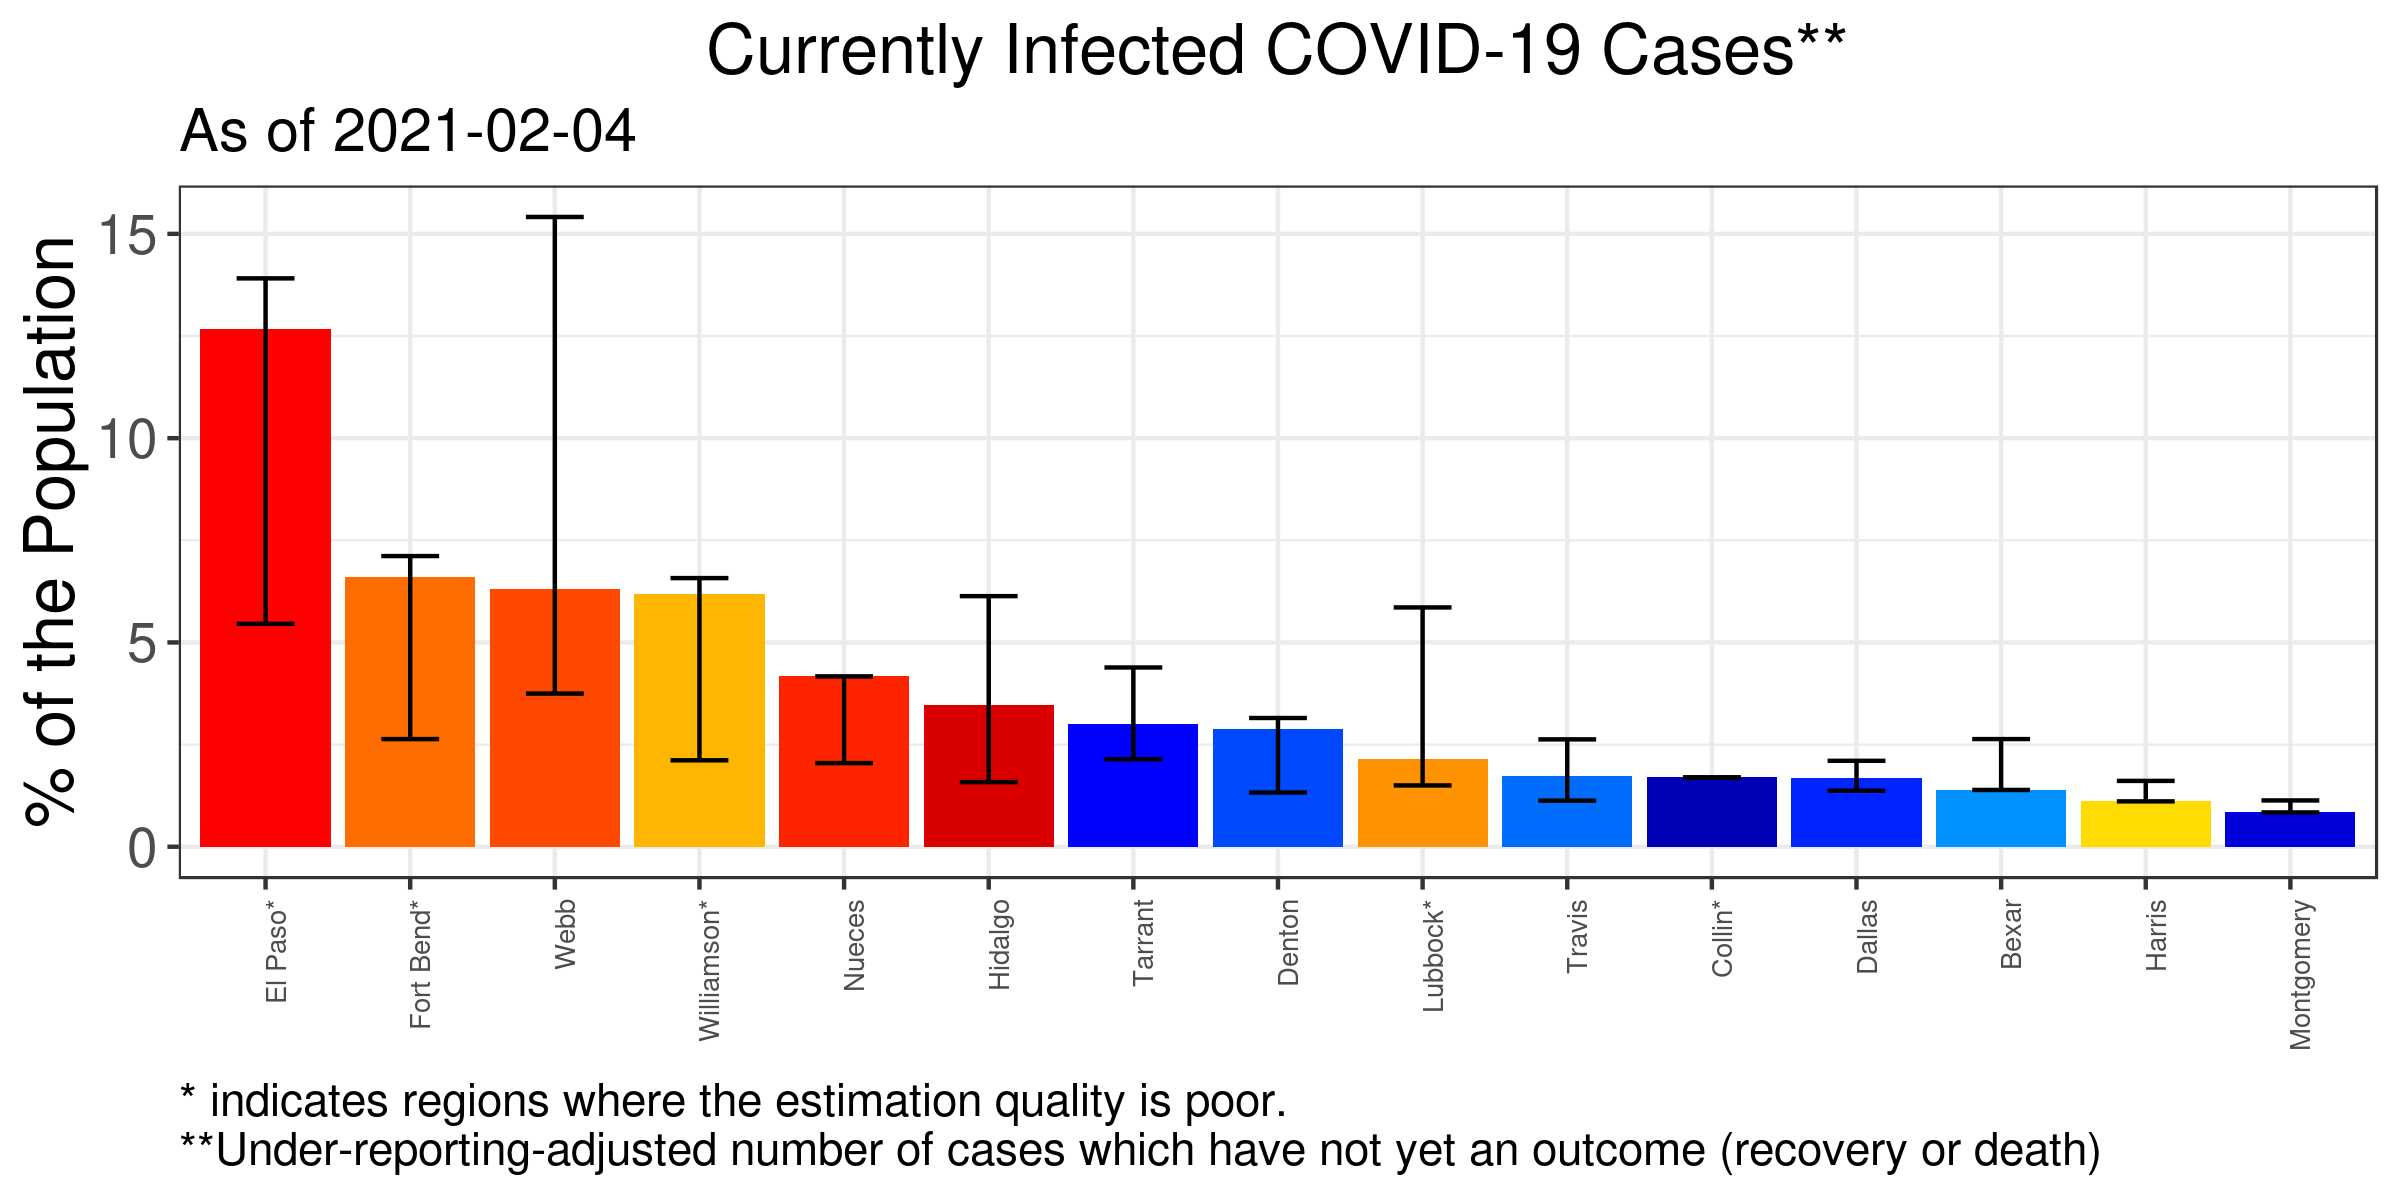 Currently Infected COVID-19 Cases**
As of 2021-02-04
% of the Population
15
10
5
0
El Paso*
Fort Bend*
Webb
Williamson*
Nueces
Hidalgo
Tarrant
Denton
Lubbock*
Travis
Collin*
Dallas
Bexar
Harris
Montgomery
* indicates regions where the estimation quality is poor.
**Under-reporting-adjusted number of cases which have not yet an outcome (recovery or death)